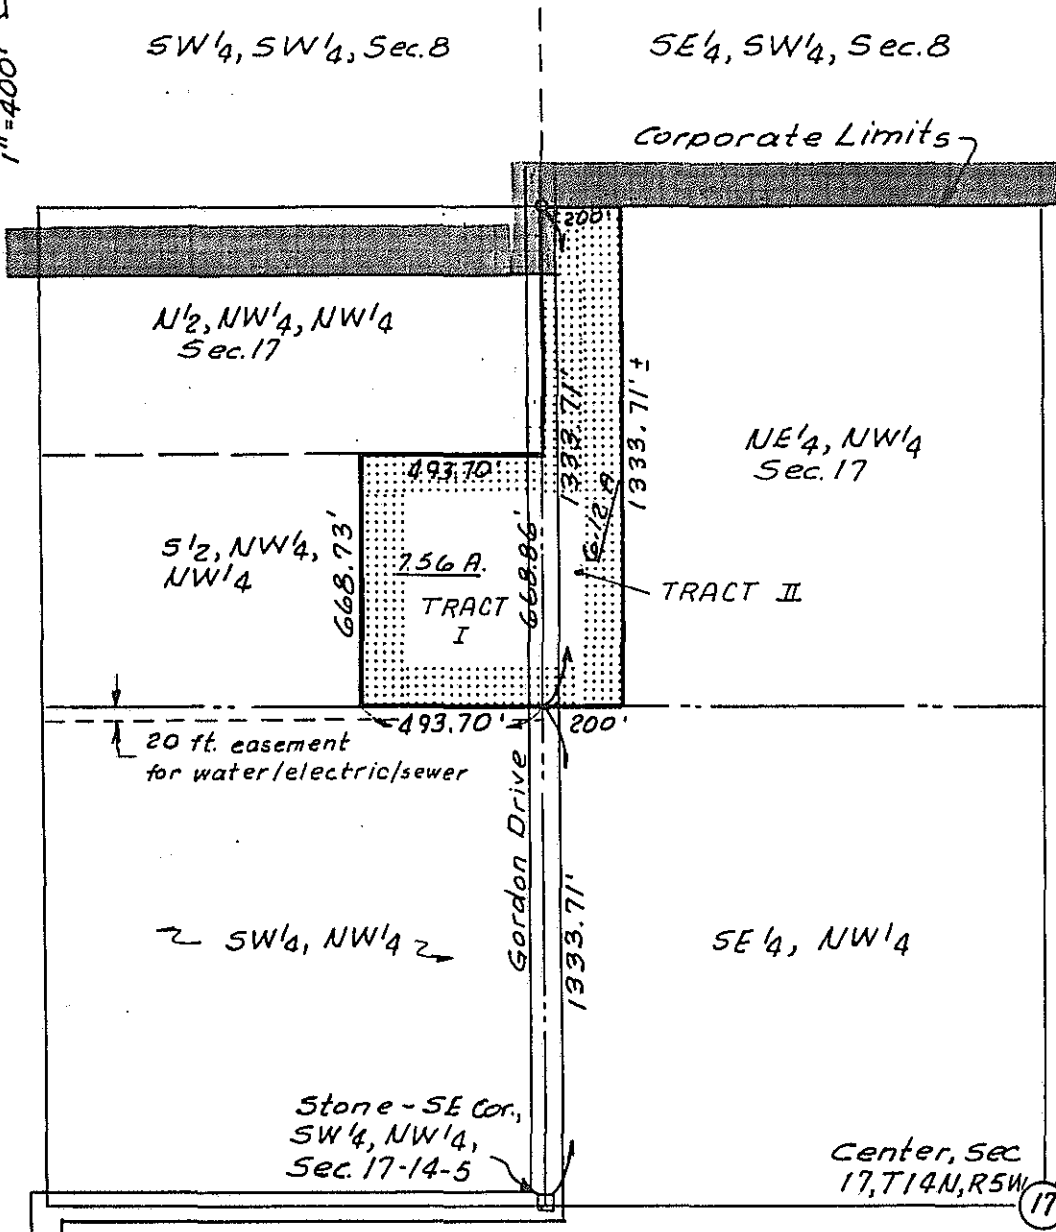 1"=400'
SW1/4, SW1/4, Sec.8
SE1/4, SW1/4, Sec.8
Corporate Limits
200'
N1/2, NW1/4, NW1/4
Sec.17
1333.71'
1333.71'±
NE1/4, NW1/4
Sec.17
493.70'
S1/2, NW1/4,
NW1/4
668.73'
7.56 A.
TRACT
I
668.86'
6.12 A
TRACT II
493.70'
200'
20 ft. easement
for water/electric/sewer
Gordon Drive
1333.71'
SW1/4, NW1/4
SE1/4, NW1/4
Stone - SE Cor.,
SW1/4, NW1/4,
Sec. 17-14-5
Center, Sec
17, T14N, R5W
17